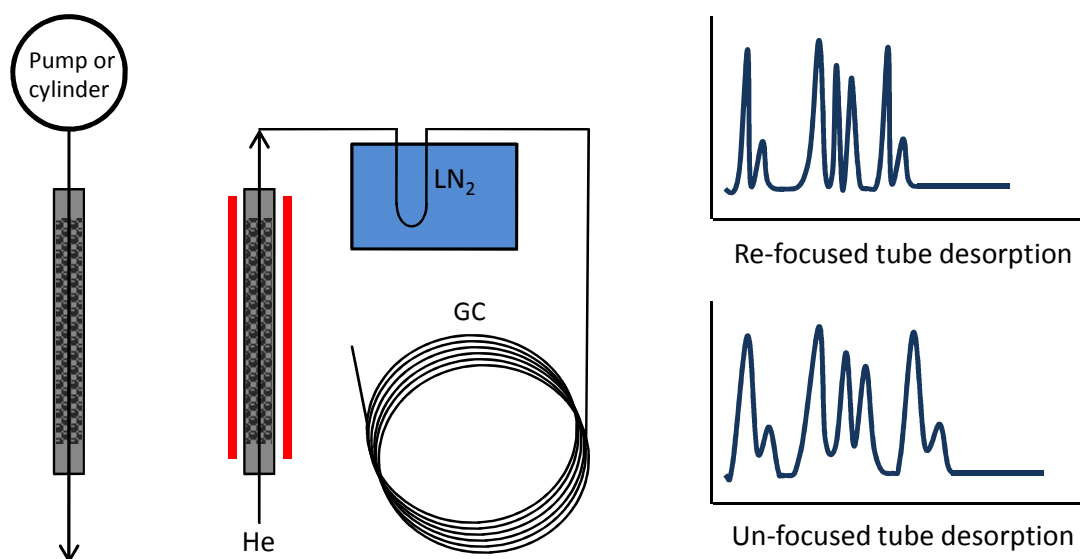 Pump or
cylinder
LN₂
GC
He
Re-focused tube desorption
Un-focused tube desorption